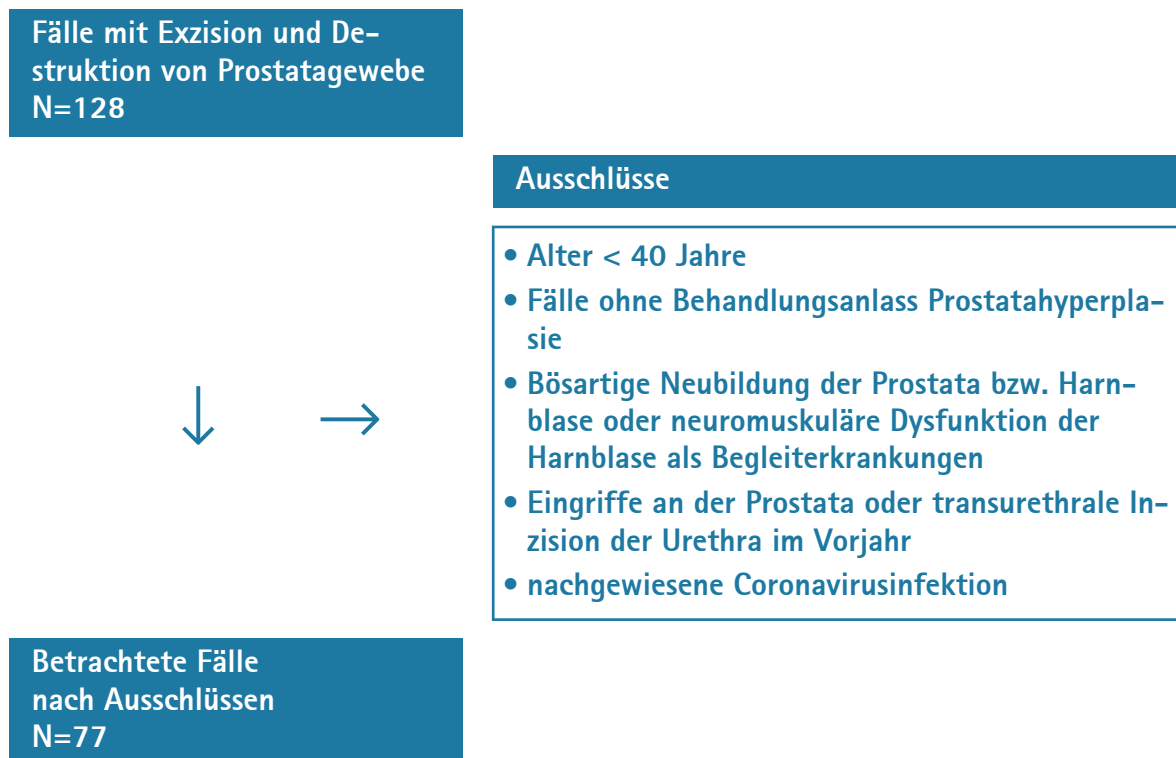 Fälle mit Exzision und De-
struktion von Prostatagewebe
N=128
Ausschlüsse
• Alter < 40 Jahre
• Fälle ohne Behandlungsanlass Prostatahyperpla-
sie
• Bösartige Neubildung der Prostata bzw. Harn-
blase oder neuromuskuläre Dysfunktion der
Harnblase als Begleiterkrankungen
• Eingriffe an der Prostata oder transurethrale In-
zision der Urethra im Vorjahr
• nachgewiesene Coronavirusinfektion
Betrachtete Fälle
nach Ausschlüssen
N=77